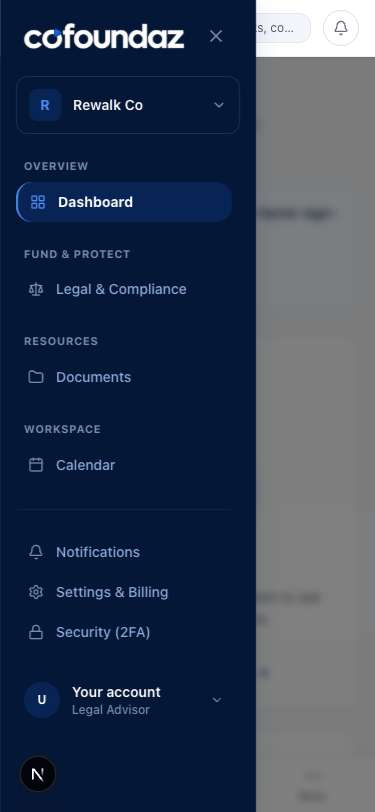 cofoundaz
s, co...
R
Rewalk Co
OVERVIEW
Dashboard
FUND & PROTECT
Legal & Compliance
RESOURCES
Documents
WORKSPACE
Calendar
Notifications
Settings & Billing
Security (2FA)
U
Your account
Legal Advisor
N